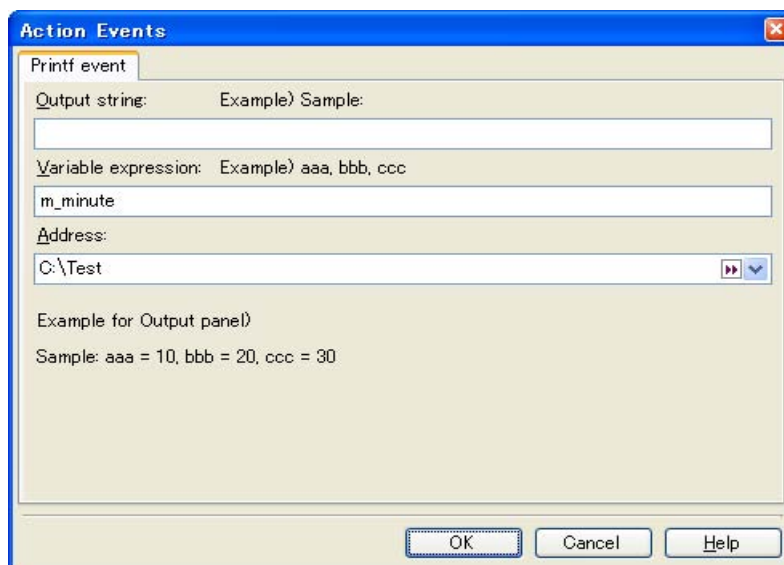 Action Events
Printf event
Output string: Example) Sample:
Variable expression: Example) aaa, bbb, ccc
m_minute
Address:
C:\Test
Example for Output panel)
Sample: aaa = 10, bbb = 20, ccc = 30
OK Cancel Help